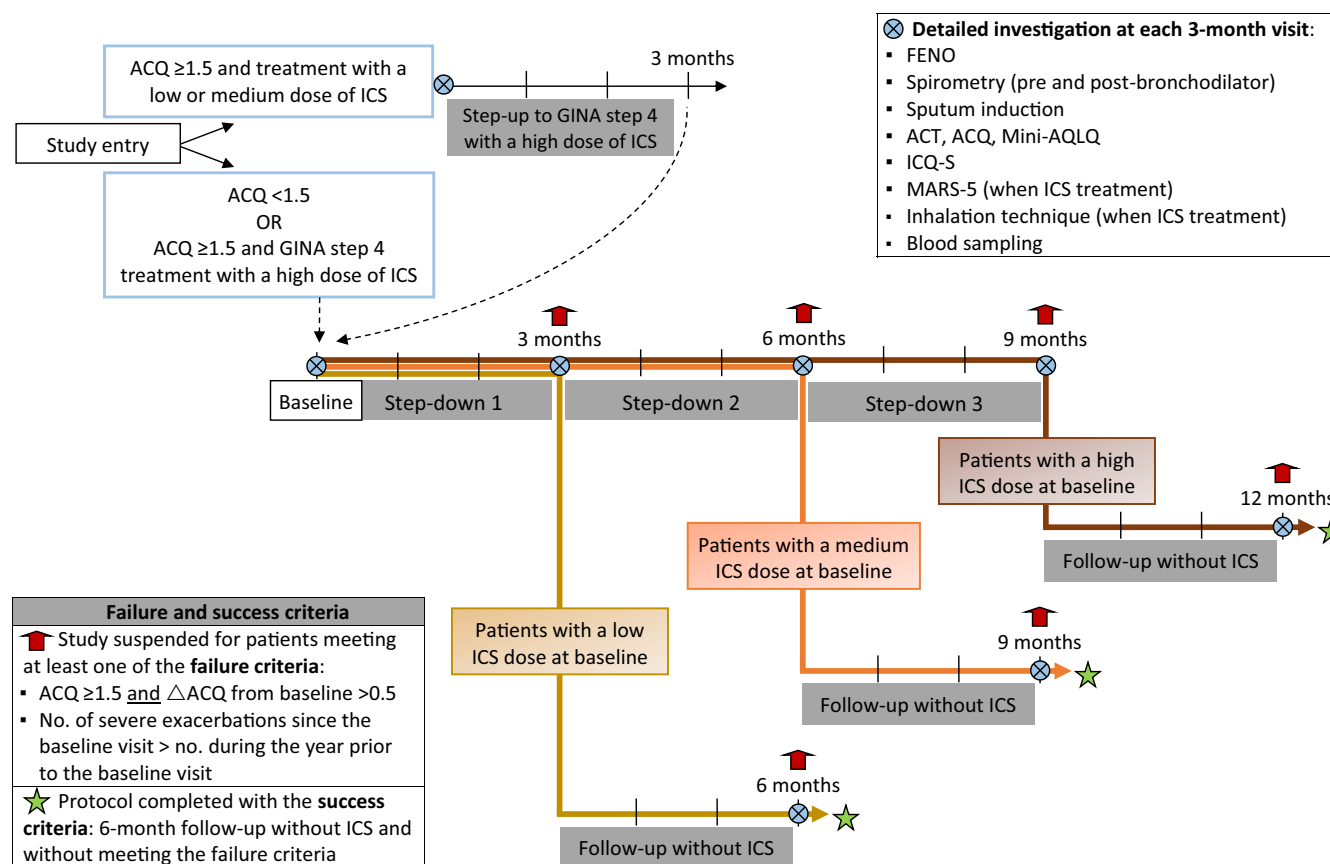 ACQ ≥1.5 and treatment with a
low or medium dose of ICS
3 months
Step-up to GINA step 4
with a high dose of ICS
Study entry
ACQ <1.5
OR
ACQ ≥1.5 and GINA step 4
treatment with a high dose of ICS
Detailed investigation at each 3-month visit:
▪ FENO
▪ Spirometry (pre and post-bronchodilator)
▪ Sputum induction
▪ ACT, ACQ, Mini-AQLQ
▪ ICQ-S
▪ MARS-5 (when ICS treatment)
▪ Inhalation technique (when ICS treatment)
▪ Blood sampling
3 months
6 months
9 months
Baseline
Step-down 1
Step-down 2
Step-down 3
Patients with a high
ICS dose at baseline
12 months
Follow-up without ICS
Patients with a medium
ICS dose at baseline
9 months
Follow-up without ICS
Patients with a low
ICS dose at baseline
6 months
Follow-up without ICS
Failure and success criteria
Study suspended for patients meeting
at least one of the failure criteria:
▪ ACQ ≥1.5 and △ACQ from baseline >0.5
▪ No. of severe exacerbations since the
baseline visit > no. during the year prior
to the baseline visit
Protocol completed with the success
criteria: 6-month follow-up without ICS and
without meeting the failure criteria